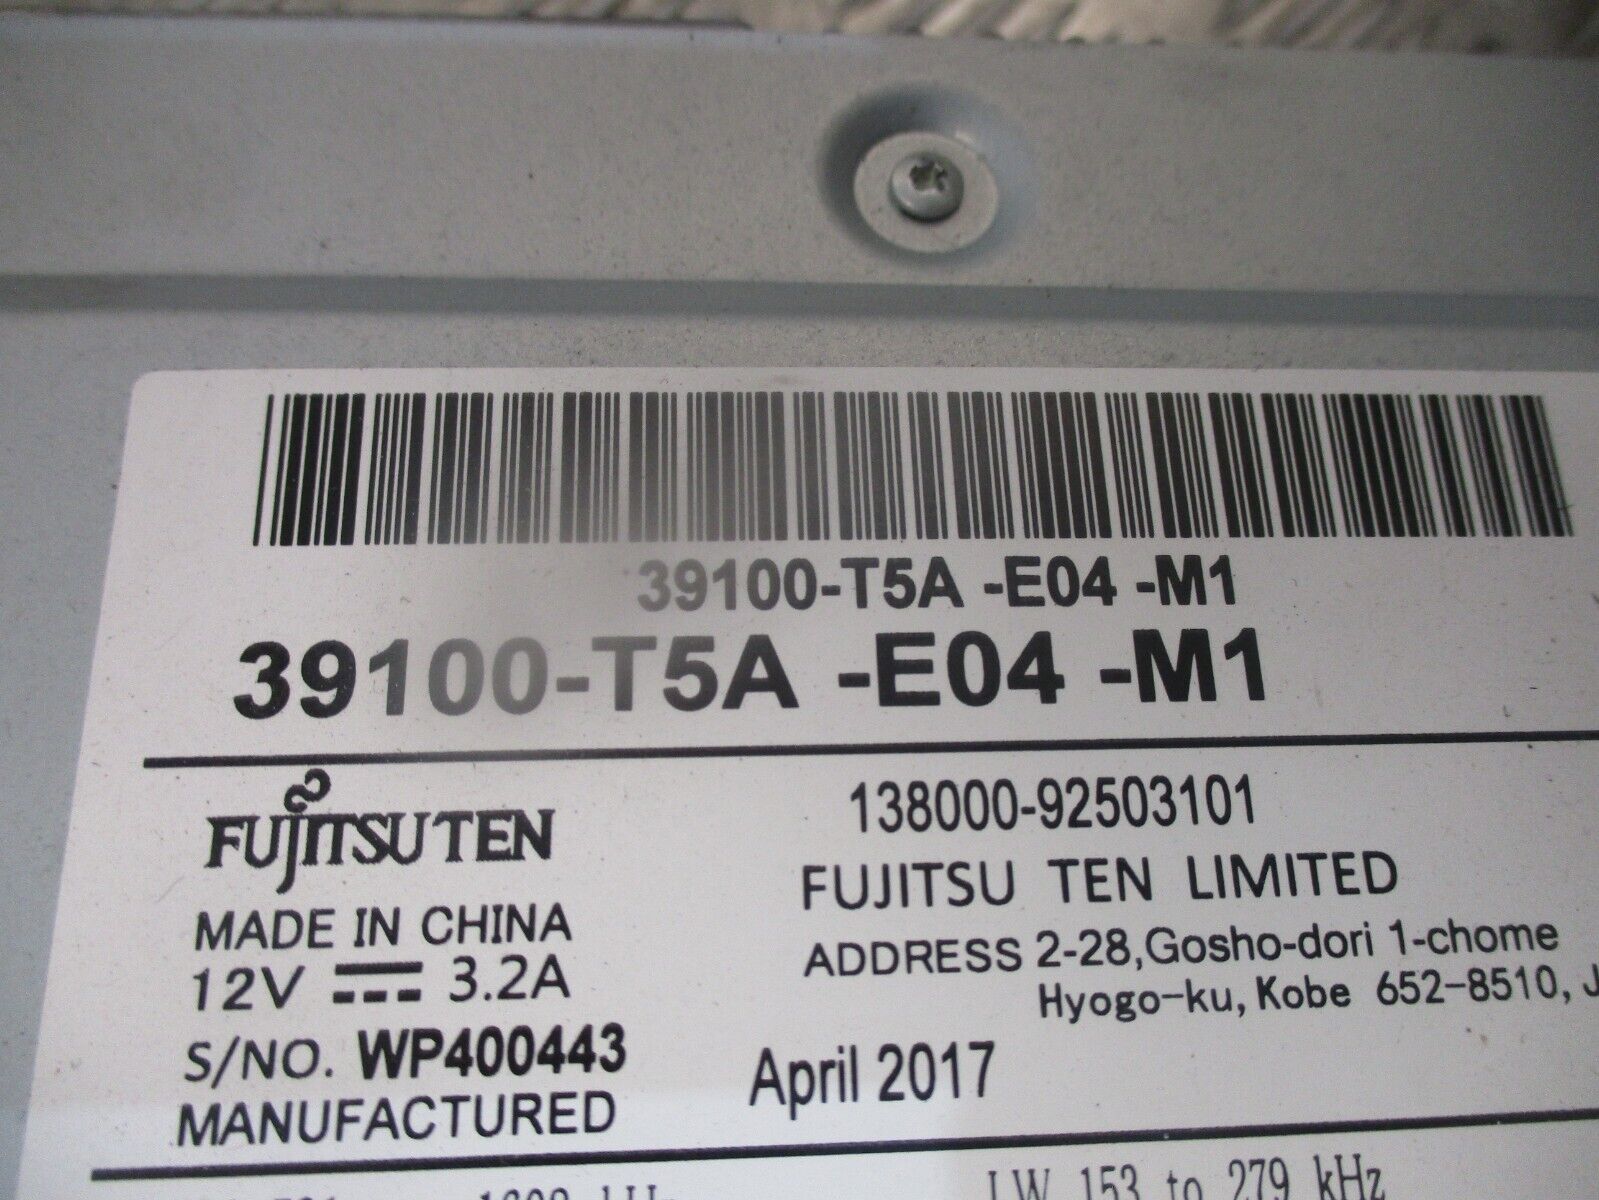 39100-T5A -E04 -M1
39100-T5A -E04 -M1
FUJITSU TEN
138000-92503101
FUJITSU TEN LIMITED
MADE IN CHINA
ADDRESS 2-28,Gosho-dori 1-chome
12V 3.2A
Hyogo-ku, Kobe 652-8510, J
S/NO. WP400443
MANUFACTURED April 2017
LW 153 to 279 kHz